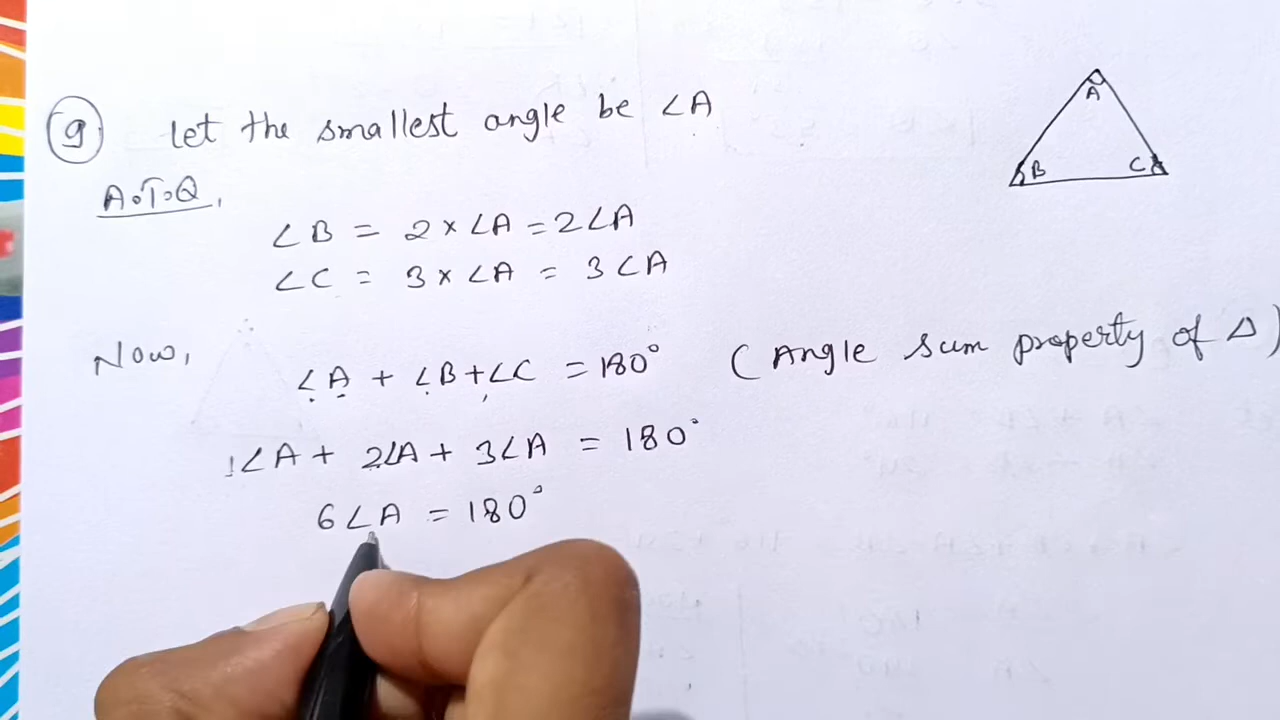 9 Let the smallest angle be ∠A
A.T.Q,
∠B = 2 × ∠A = 2∠A
∠C = 3 × ∠A = 3∠A
Now,
∠A + ∠B + ∠C = 180° (Angle sum property of Δ)
1∠A + 2∠A + 3∠A = 180°
6∠A = 180°
A
B C